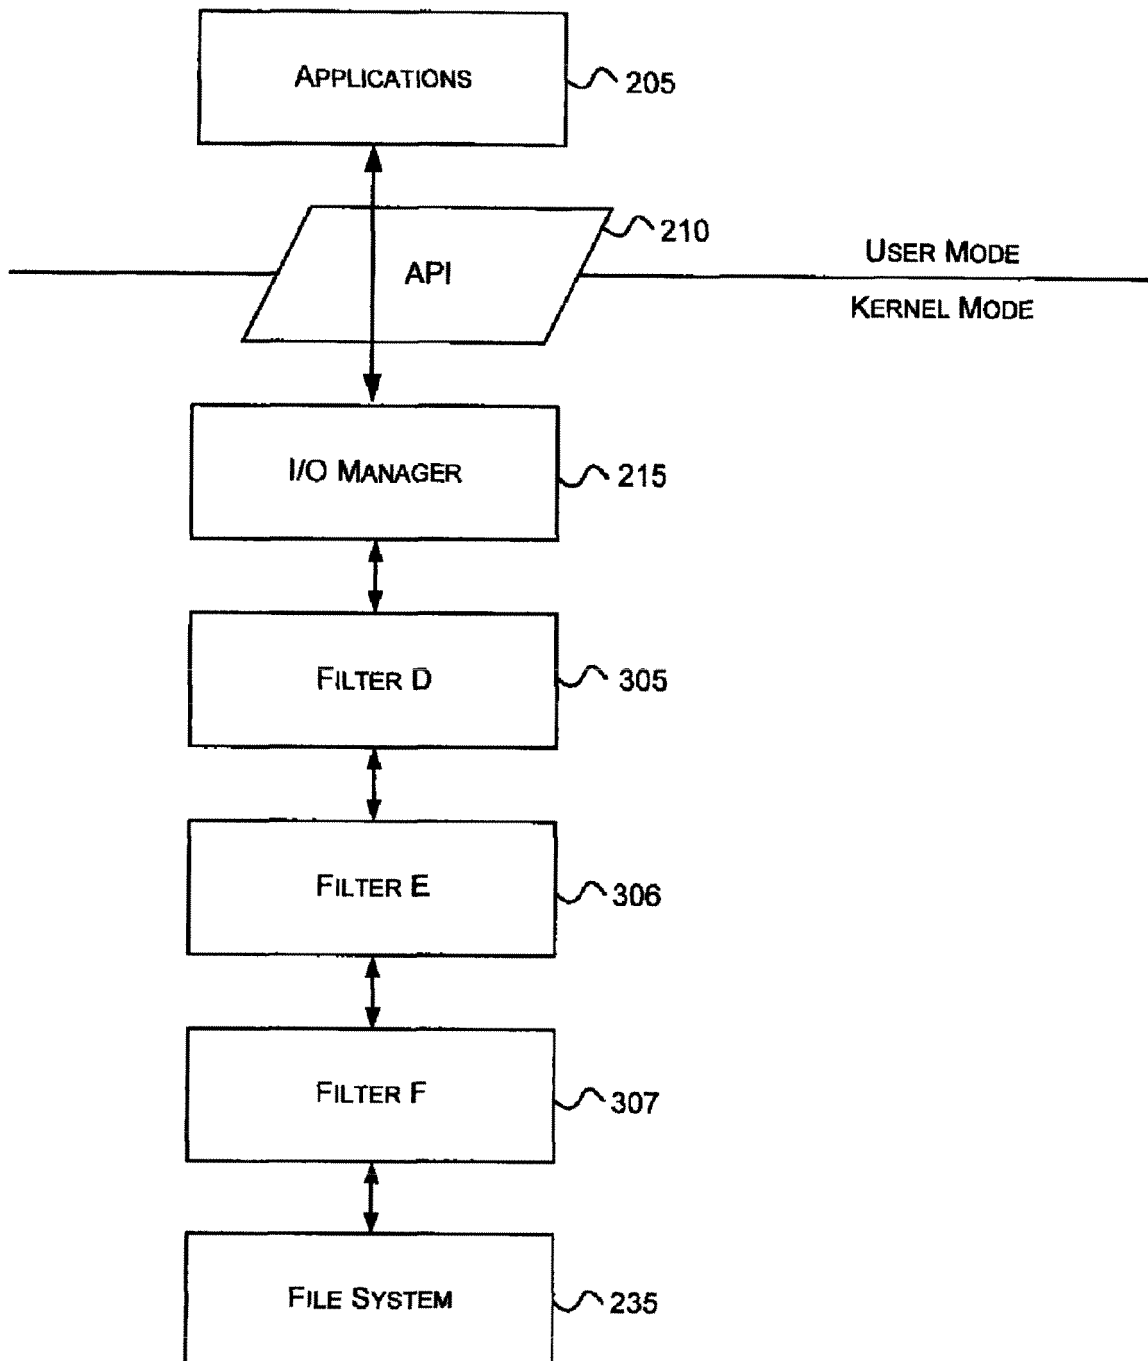 APPLICATIONS
205
210
API
USER MODE
KERNEL MODE
I/O MANAGER
215
FILTER D
305
FILTER E
306
FILTER F
307
FILE SYSTEM
235